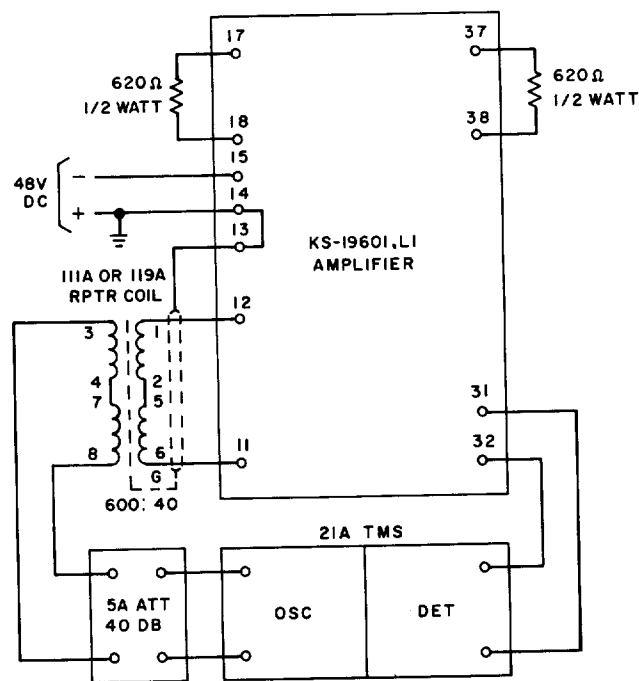 17
37
620Ω
1/2 WATT
620Ω
1/2 WATT
18
38
15
48V
DC
−
14
+
13
KS-19601,L1
AMPLIFIER
111A OR 119A
RPTR COIL
3
1
12
4
2
7
5
31
8
6
11
32
G
600:40
21A TMS
5A ATT
40 DB
OSC
DET